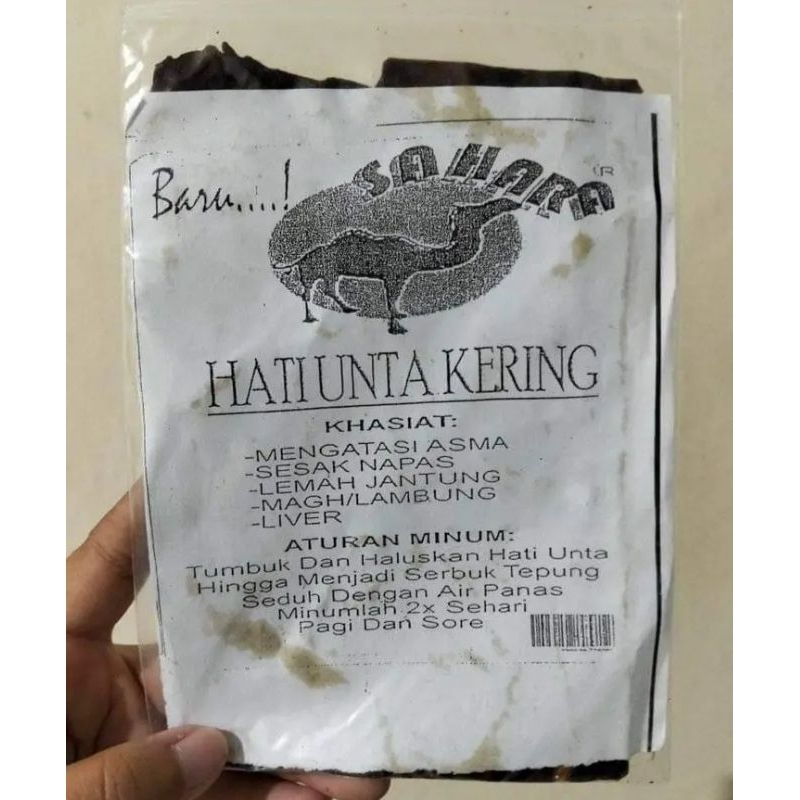 Baru....!
SAHARA
R
HATI UNTA KERING
KHASIAT:
-MENGATASI ASMA
-SESAK NAPAS
-LEMAH JANTUNG
-MAGH/LAMBUNG
-LIVER
ATURAN MINUM:
Tumbuk Dan Haluskan Hati Unta
Hingga Menjadi Serbuk Tepung
Seduh Dengan Air Panas
Minumlah 2x Sehari
Pagi Dan Sore